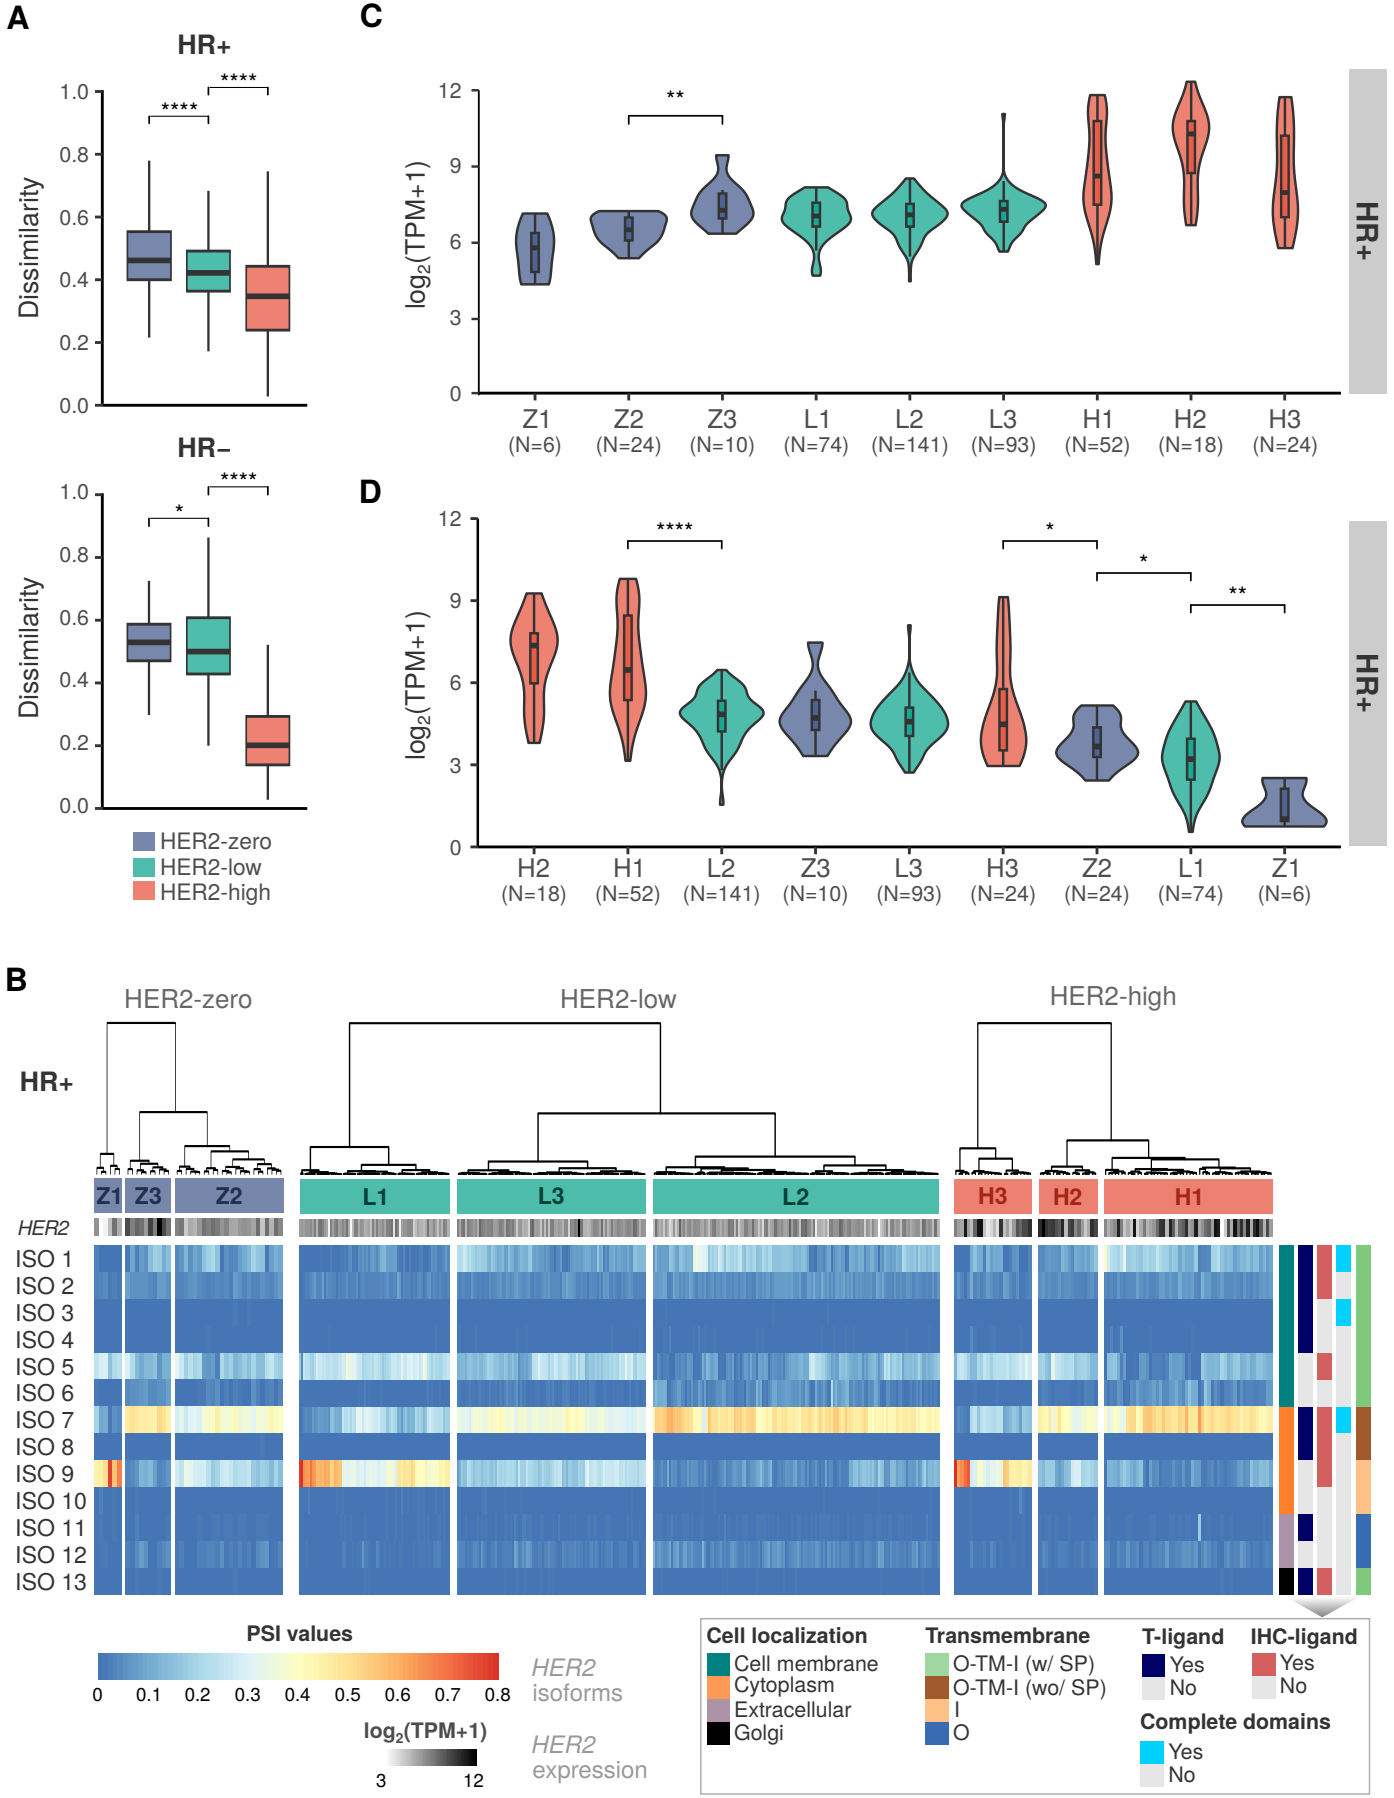 A
HR+
Dissimilarity
1.0
0.8
0.6
0.4
0.2
0.0
****
****
HR−
Dissimilarity
1.0
0.8
0.6
0.4
0.2
0.0
*
****
HER2-zero
HER2-low
HER2-high
C
log2(TPM+1)
12
9
6
3
0
**
Z1 Z2 Z3 L1 L2 L3 H1 H2 H3
(N=6) (N=24) (N=10) (N=74) (N=141) (N=93) (N=52) (N=18) (N=24)
HR+
D
log2(TPM+1)
12
9
6
3
0
****
*
*
**
H2 H1 L2 Z3 L3 H3 Z2 L1 Z1
(N=18) (N=52) (N=141) (N=10) (N=93) (N=24) (N=24) (N=74) (N=6)
HR+
B
HER2-zero HER2-low HER2-high
HR+
Z1 Z3 Z2 L1 L3 L2 H3 H2 H1
HER2
ISO 1
ISO 2
ISO 3
ISO 4
ISO 5
ISO 6
ISO 7
ISO 8
ISO 9
ISO 10
ISO 11
ISO 12
ISO 13
PSI values
0 0.1 0.2 0.3 0.4 0.5 0.6 0.7 0.8
HER2
isoforms
log2(TPM+1)
3 12
HER2
expression
Cell localization
Cell membrane
Cytoplasm
Extracellular
Golgi
Transmembrane
O-TM-I (w/ SP)
O-TM-I (wo/ SP)
I
O
T-ligand
Yes
No
IHC-ligand
Yes
No
Complete domains
Yes
No